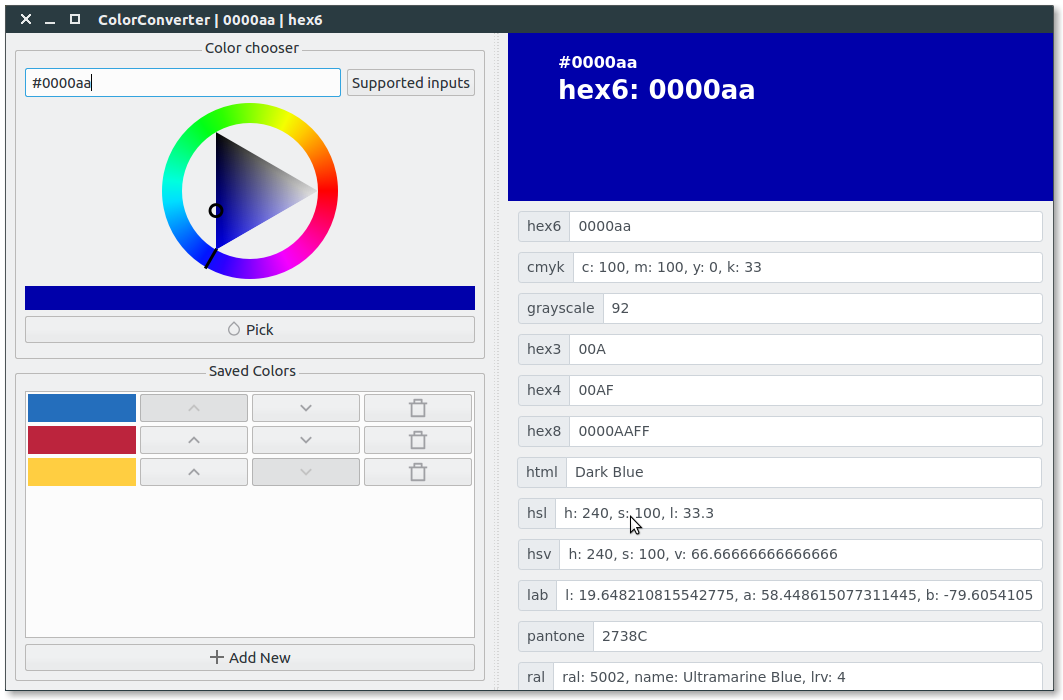 ColorConverter | 0000aa | hex6
Color chooser
#0000aa
Supported inputs
Pick
Saved Colors
Add New
#0000aa
hex6: 0000aa
hex6 0000aa
cmyk c: 100, m: 100, y: 0, k: 33
grayscale 92
hex3 00A
hex4 00AF
hex8 0000AAFF
html Dark Blue
hsl h: 240, s: 100, l: 33.3
hsv h: 240, s: 100, v: 66.66666666666666
lab l: 19.648210815542775, a: 58.448615077311445, b: -79.6054105
pantone 2738C
ral ral: 5002, name: Ultramarine Blue, lrv: 4